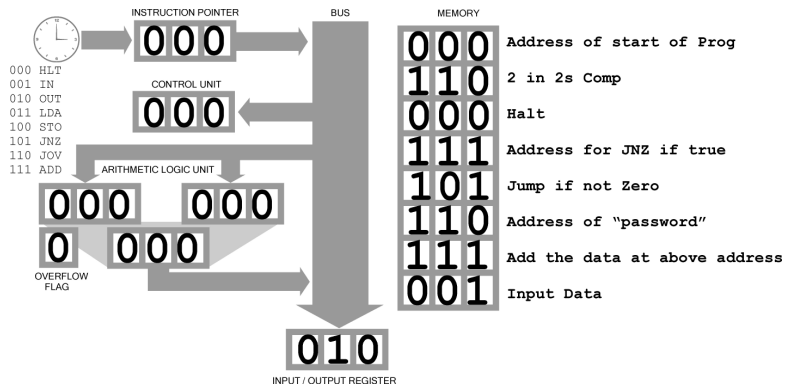 INSTRUCTION POINTER
BUS
MEMORY
000
000 HLT
001 IN
010 OUT
011 LDA
100 STO
101 JNZ
110 JOV
111 ADD
CONTROL UNIT
000
ARITHMETIC LOGIC UNIT
000
000
0
000
OVERFLOW
FLAG
000 Address of start of Prog
110 2 in 2s Comp
000 Halt
111 Address for JNZ if true
101 Jump if not Zero
110 Address of “password”
111 Add the data at above address
001 Input Data
010
INPUT / OUTPUT REGISTER